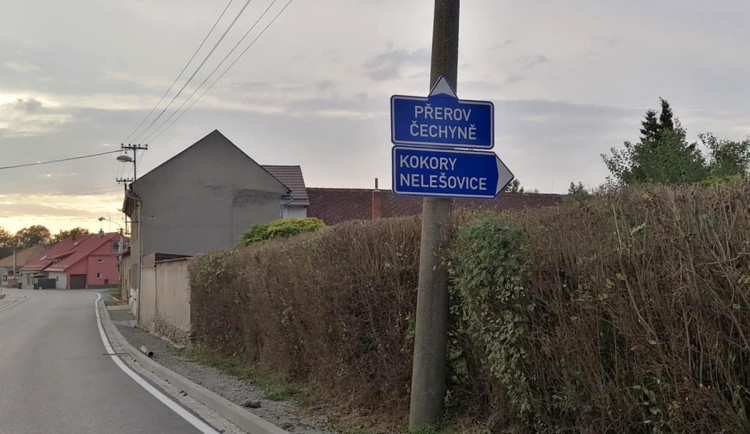 PŘEROV
ČECHYNĚ
KOKORY
NELEŠOVICE